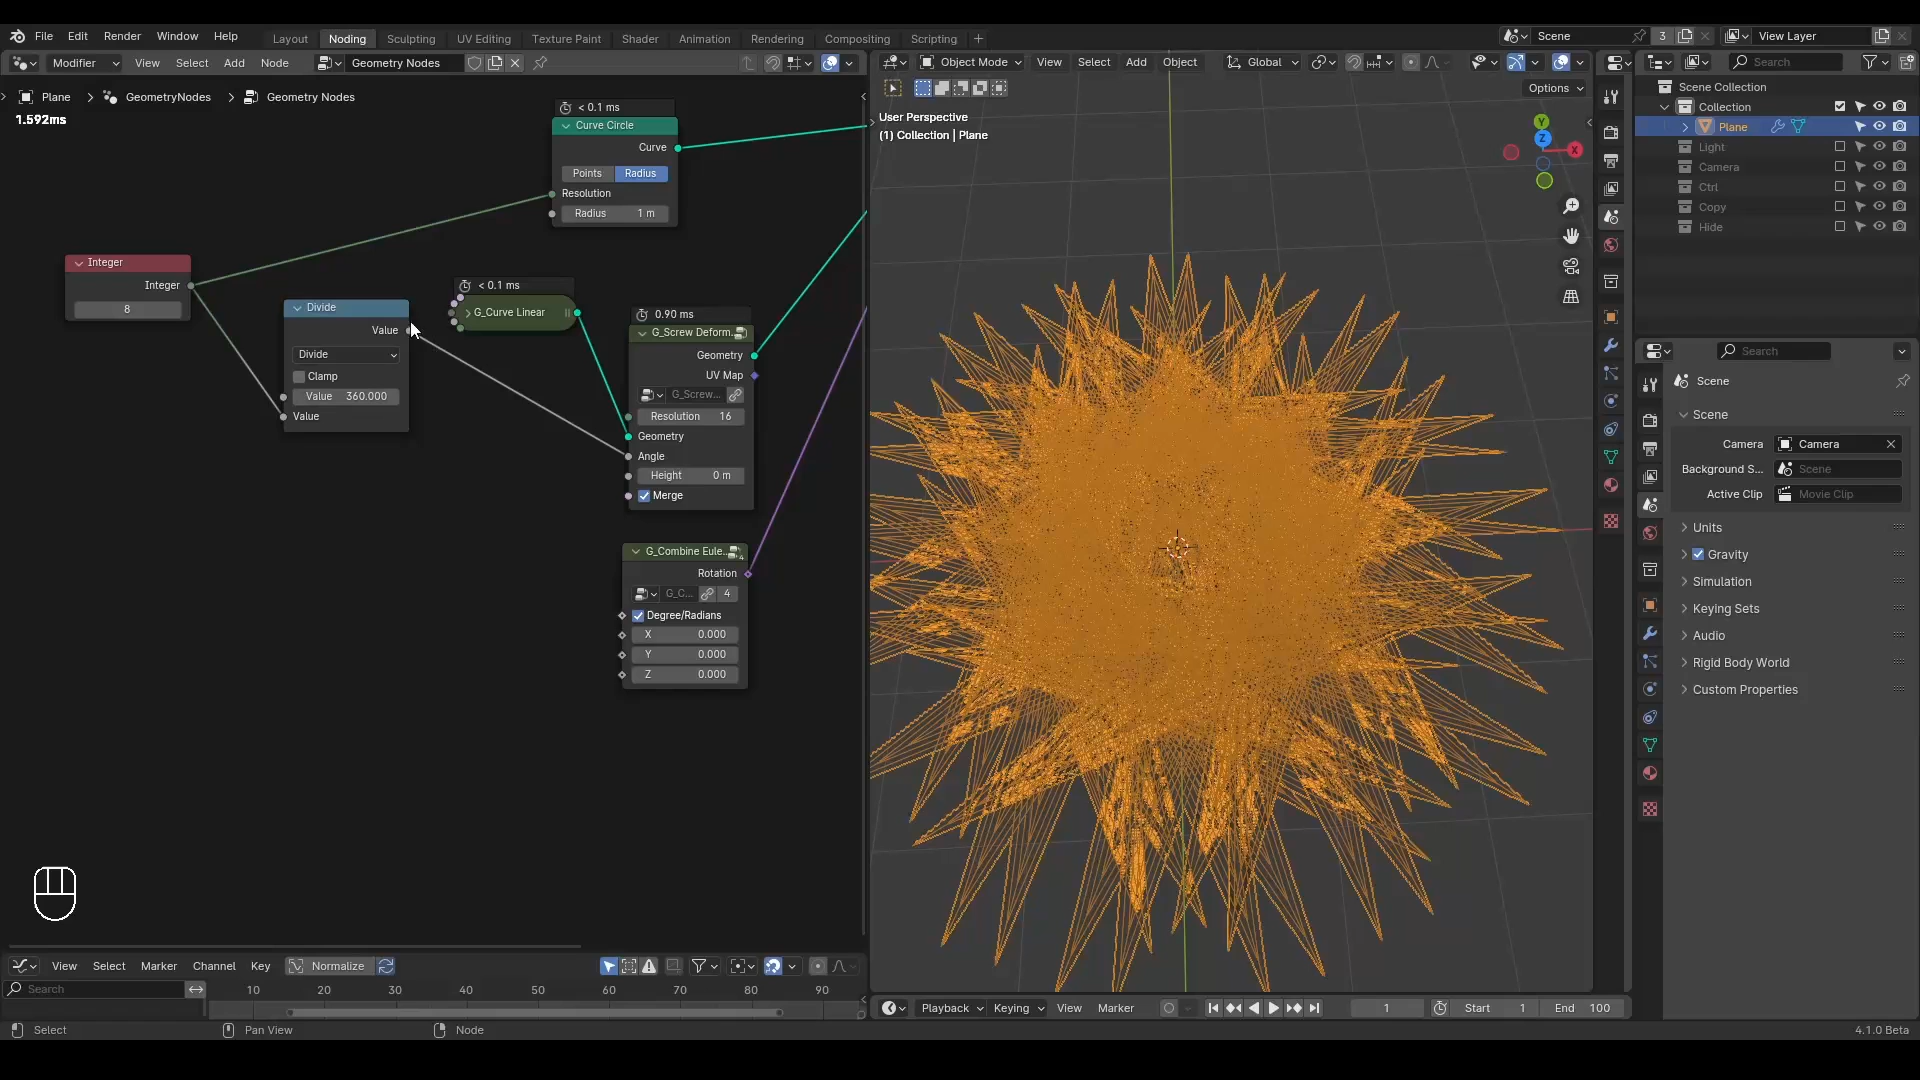 File Edit Render Window Help Layout Noding Sculpting UV Editing Texture Paint Shader Animation Rendering Compositing Scripting + Scene 3 View Layer
Modifier View Select Add Node Geometry Nodes
Object Mode View Select Add Object Global
Search
Options
Plane > GeometryNodes > Geometry Nodes
1.592ms
< 0.1 ms
Curve Circle
Curve
Points Radius
Resolution
Radius 1 m
Integer
Integer
8
Divide
Value
Divide
Clamp
Value 360.000
Value
< 0.1 ms
G_Curve Linear
0.90 ms
G_Screw Deform..
Geometry
UV Map
G_Screw...
Resolution 16
Geometry
Angle
Height 0 m
Merge
G_Combine Eule..
Rotation
G_C... 4
Degree/Radians
X 0.000
Y 0.000
Z 0.000
User Perspective
(1) Collection | Plane
Y
Z
X
Scene Collection
Collection
Plane
Light
Camera
Ctrl
Copy
Hide
Search
Scene
Scene
Camera Camera
Background S... Scene
Active Clip Movie Clip
Units
Gravity
Simulation
Keying Sets
Audio
Rigid Body World
Custom Properties
View Select Marker Channel Key Normalize
Search
10 20 30 40 50 60 70 80 90
Playback Keying View Marker 1 Start 1 End 100
Select Pan View Node 4.1.0 Beta